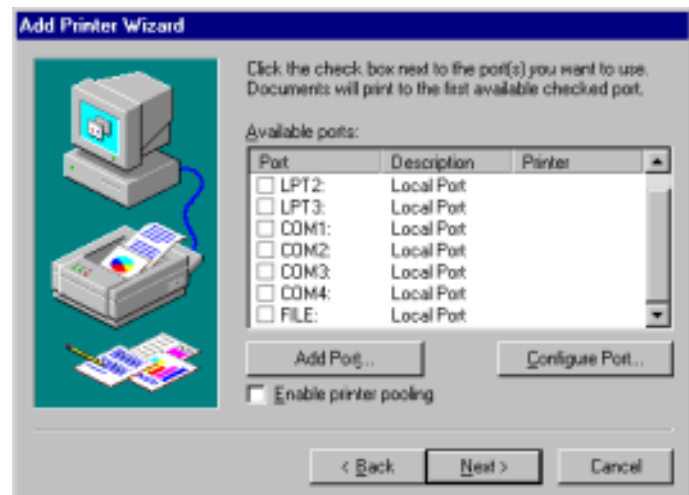 Add Printer Wizard
Click the check box next to the port(s) you want to use.
Documents will print to the first available checked port.
Available ports:
Port Description Printer
LPT2: Local Port
LPT3: Local Port
COM1: Local Port
COM2: Local Port
COM3: Local Port
COM4: Local Port
FILE: Local Port
Add Port... Configure Port...
Enable printer pooling
< Back Next > Cancel